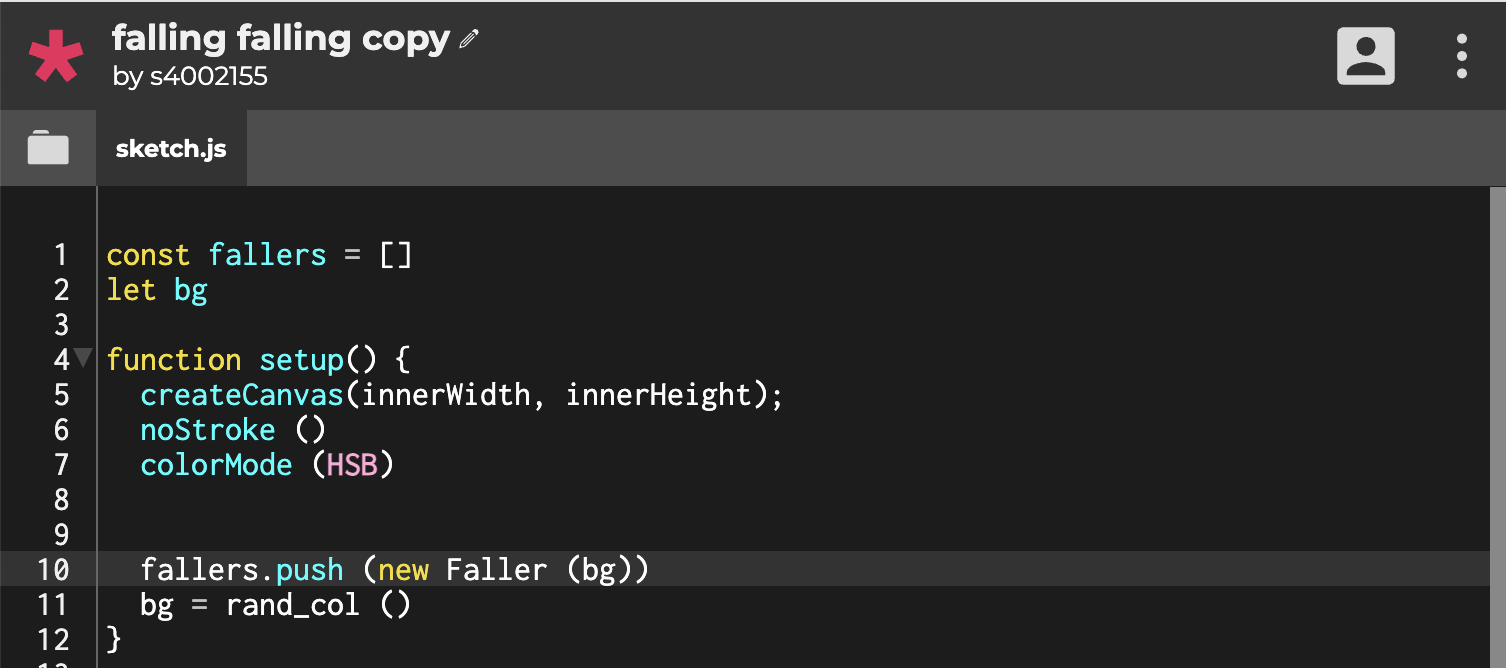 falling falling copy
by s4002155
sketch.js
1 const fallers = []
2 let bg
3
4 function setup() {
5   createCanvas(innerWidth, innerHeight);
6   noStroke ()
7   colorMode (HSB)
8
9
10   fallers.push (new Faller (bg))
11   bg = rand_col ()
12 }